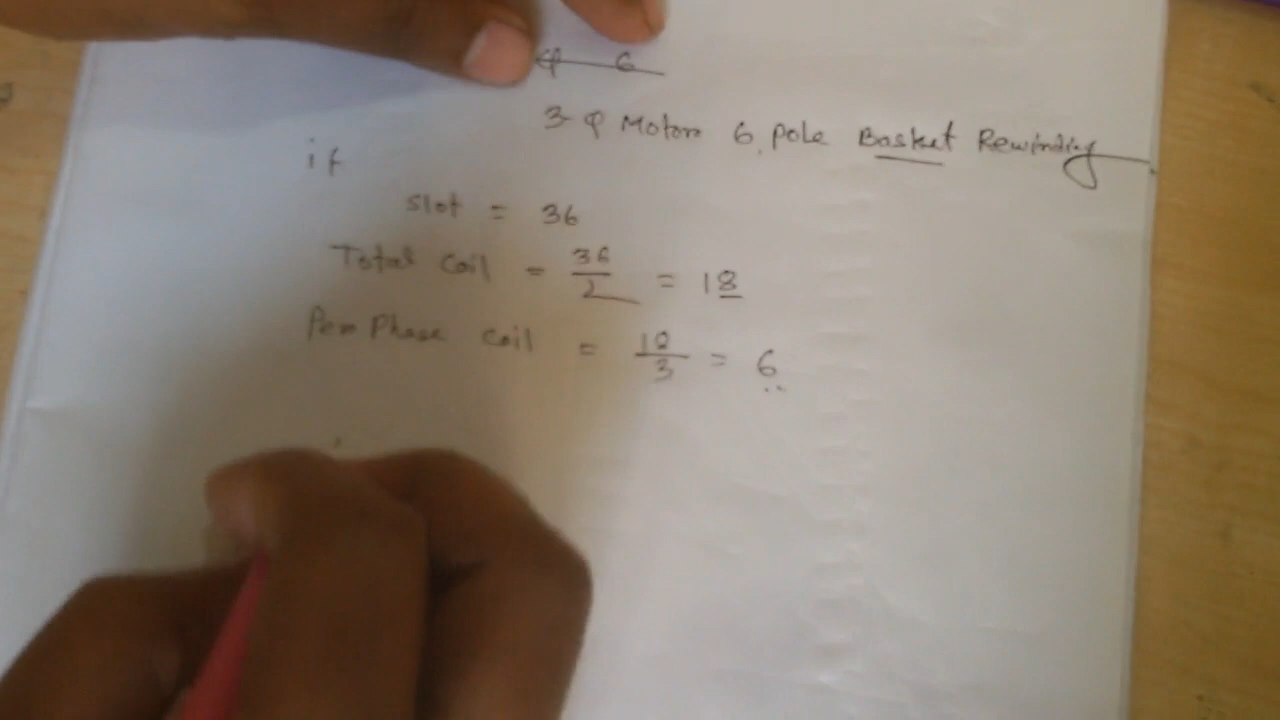 φ 6
3-φ Motor 6 pole Basket Rewinding
if
slot = 36
Total coil = 36/2 = 18
Per Phase coil = 18/3 = 6